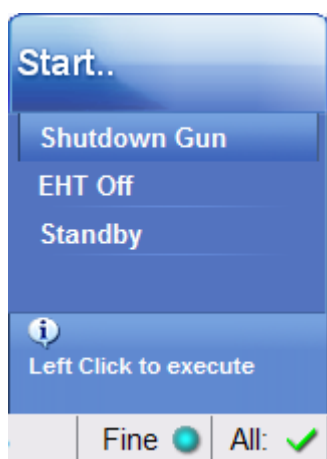 Start..
Shutdown Gun
EHT Off
Standby
Left Click to execute
Fine All: